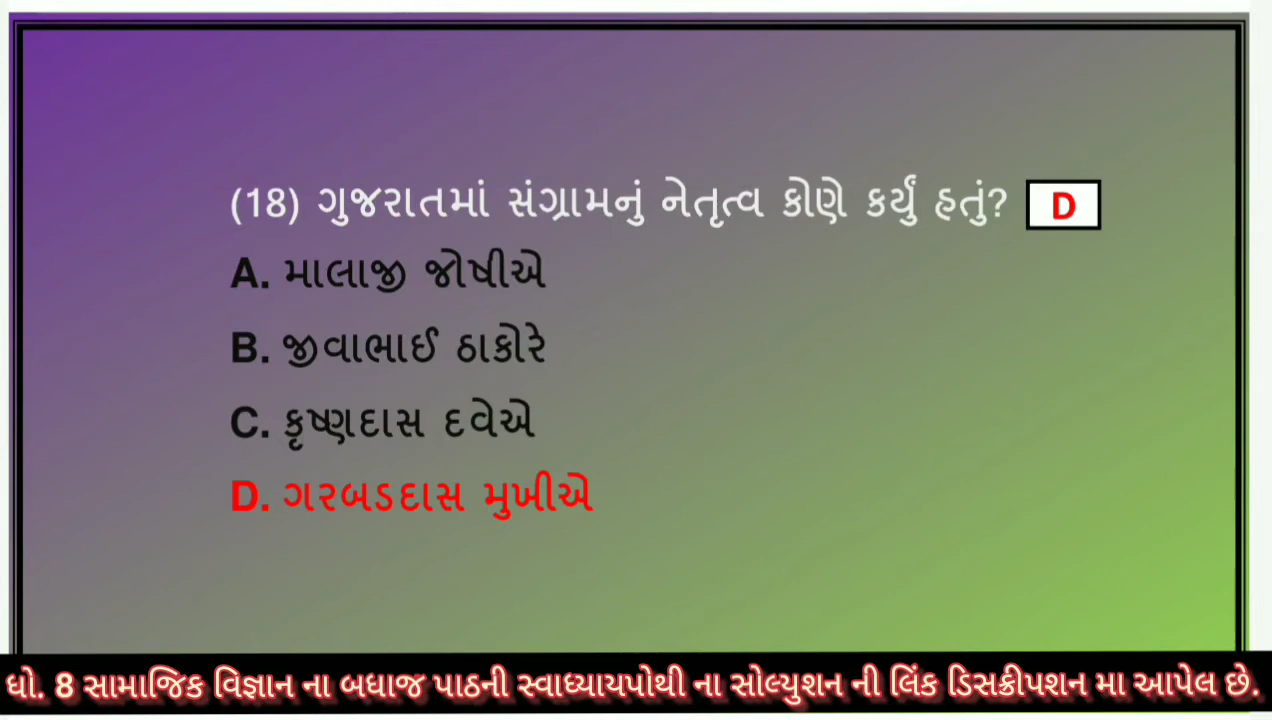 (18) ગુજરાતમાં સંગ્રામનું નેતૃત્વ કોણે કર્યું હતું? D
A. માલાજી જોષીએ
B. જીવાભાઈ ઠાકોરે
C. કૃષ્ણદાસ દવેએ
D. ગરબડદાસ મુખીએ
ધો. 8 સામાજિક વિજ્ઞાન ના બધાજ પાઠની સ્વાધ્યાયપોથી ના સોલ્યુશન ની લિંક ડિસક્રીપશન મા આપેલ છે.